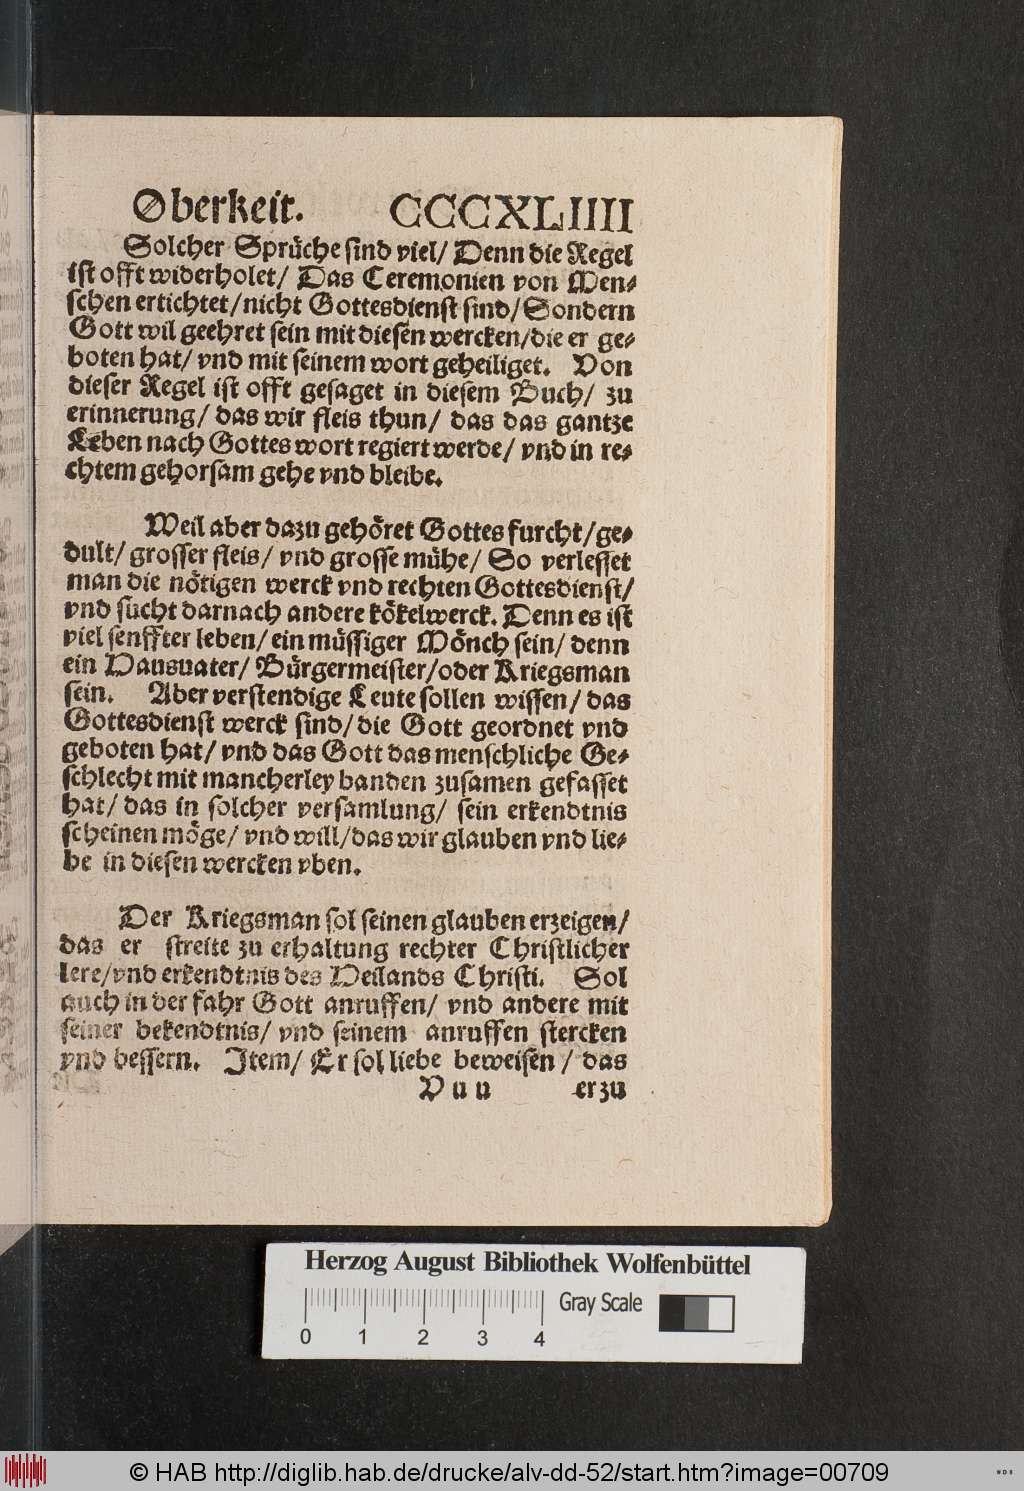 Oberkeit. CCCXLIIII
Solcher Sprüche sind viel/ Denn die Regel
ist offt widerholet/ Das Ceremonien von Men-
schen ertichtet/nicht Gottesdienst sind/Sondern
Gott wil geehret sein mit diesen wercken/die er ge-
boten hat/ vnd mit seinem wort geheiliget. Von
dieser Regel ist offt gesaget in diesem Buch/ zu
erinnerung/ das wir fleis thun/ das das gantze
Leben nach Gottes wort regiert werde/ vnd in re-
chtem gehorsam gehe vnd bleibe.
Weil aber dazu gehöret Gottes furcht/ge-
dult/ grosser fleis/ vnd grosse mühe/ So verlesset
man die nötigen werck vnd rechten Gottesdienst/
vnd sucht darnach andere kökelwerck. Denn es ist
viel senffter leben/ ein müssiger Mönch sein/ denn
ein Hausuater/ Bürgermeister/oder Kriegsman
sein. Aber verstendige Leute sollen wissen/ das
Gottesdienst werck sind/ die Gott geordnet vnd
geboten hat/ vnd das Gott das menschliche Ge-
schlecht mit mancherley banden zusamen gefasset
hat/ das in solcher versamlung/ sein erkendtnis
scheinen möge/ vnd will/das wir glauben vnd lie-
be in diesen wercken vben.
Der Kriegsman sol seinen glauben erzeigen/
das er streite zu erhaltung rechter Christlicher
lere/vnd erkendtnis des Heilands Christi. Sol
auch in der fahr Gott anruffen/ vnd andere mit
seiner bekendtnis/ vnd seinem anruffen stercken
vnd bessern. Item/ Er sol liebe beweisen/ das
V u u er zu
Herzog August Bibliothek Wolfenbüttel
0 1 2 3 4 Gray Scale
© HAB http://diglib.hab.de/drucke/alv-dd-52/start.htm?image=00709